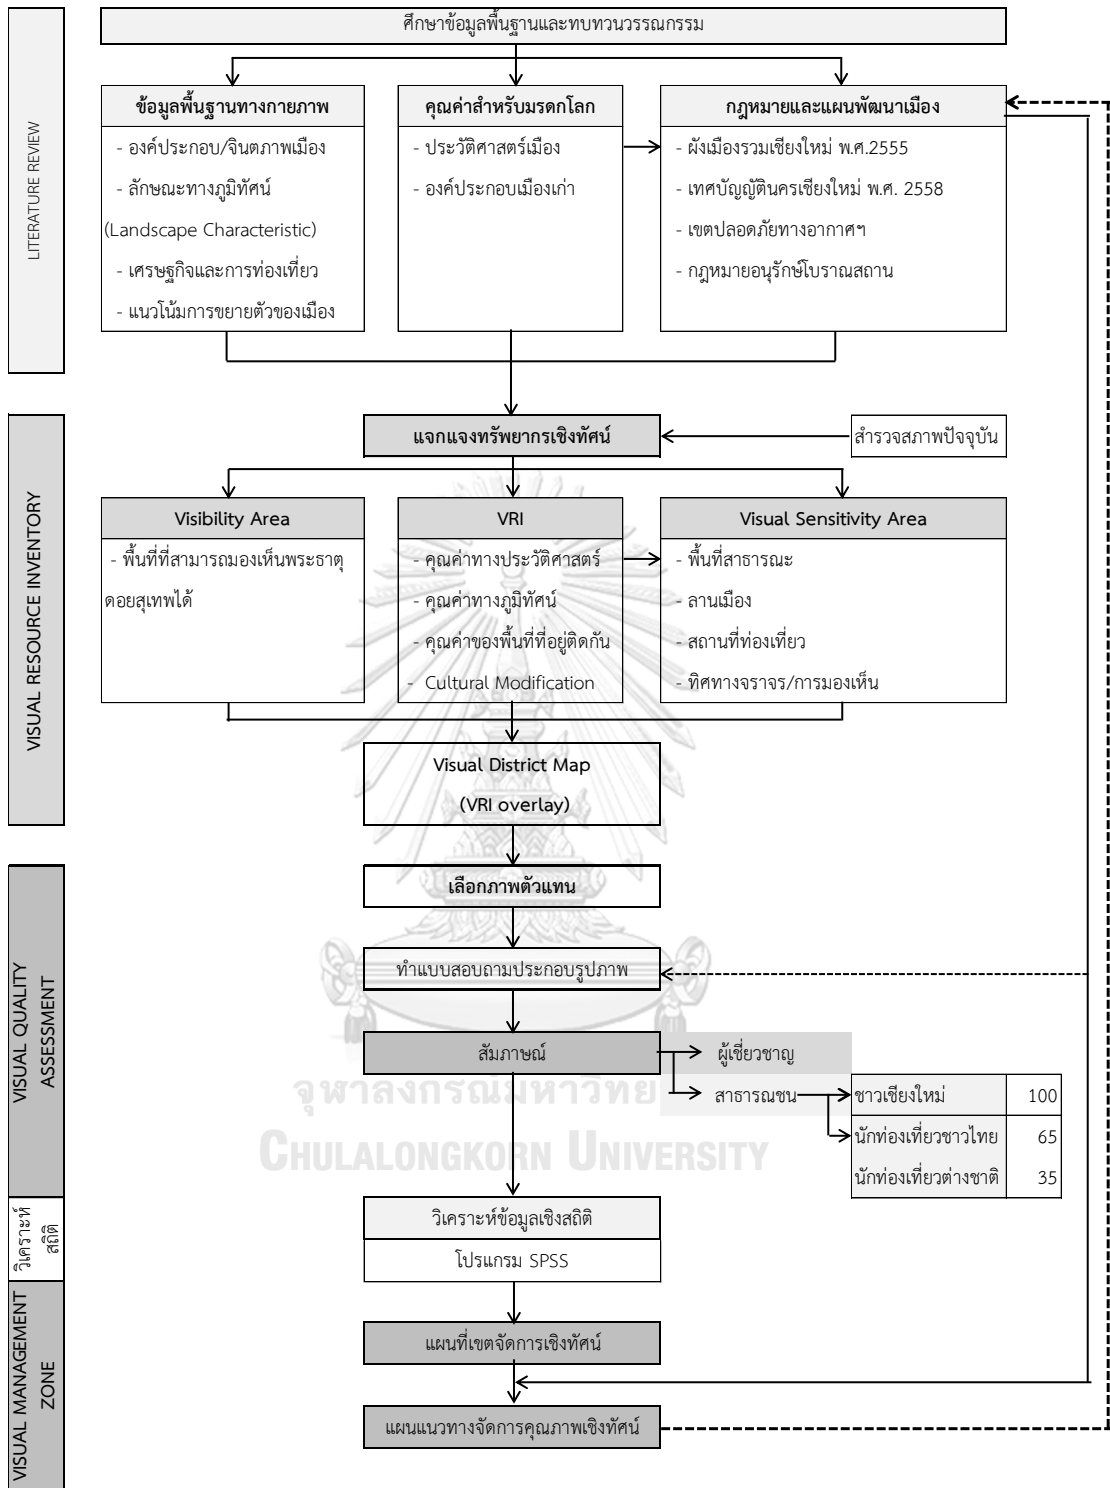 ศึกษาข้อมูลพื้นฐานและทบทวนวรรณกรรม
LITERATURE REVIEW
ข้อมูลพื้นฐานทางกายภาพ
- องค์ประกอบ/จินตภาพเมือง
- ลักษณะทางภูมิทัศน์
(Landscape Characteristic)
- เศรษฐกิจและการท่องเที่ยว
- แนวโน้มการขยายตัวของเมือง
คุณค่าสำหรับมรดกโลก
- ประวัติศาสตร์เมือง
- องค์ประกอบเมืองเก่า
กฎหมายและแผนพัฒนาเมือง
- ผังเมืองรวมเชียงใหม่ พ.ศ.2555
- เทศบัญญัตินครเชียงใหม่ พ.ศ. 2558
- เขตปลอดภัยทางอากาศฯ
- กฎหมายอนุรักษ์โบราณสถาน
VISUAL RESOURCE INVENTORY
แจกแจงทรัพยากรเชิงทัศน์
สำรวจสภาพปัจจุบัน
Visibility Area
- พื้นที่ที่สามารถมองเห็นพระธาตุ
ดอยสุเทพได้
VRI
- คุณค่าทางประวัติศาสตร์
- คุณค่าทางภูมิทัศน์
- คุณค่าของพื้นที่ที่อยู่ติดกัน
- Cultural Modification
Visual Sensitivity Area
- พื้นที่สาธารณะ
- ลานเมือง
- สถานที่ท่องเที่ยว
- ทิศทางจราจร/การมองเห็น
Visual District Map
(VRI overlay)
VISUAL QUALITY
ASSESSMENT
เลือกภาพตัวแทน
ทำแบบสอบถามประกอบรูปภาพ
สัมภาษณ์
ผู้เชี่ยวชาญ
สาธารณชน
ชาวเชียงใหม่ 100
นักท่องเที่ยวชาวไทย 65
นักท่องเที่ยวต่างชาติ 35
จุฬาลงกรณ์มหาวิทย
CHULALONGKORN UNIVERSITY
วิเคราะห์
สถิติ
วิเคราะห์ข้อมูลเชิงสถิติ
โปรแกรม SPSS
VISUAL MANAGEMENT
ZONE
แผนที่เขตจัดการเชิงทัศน์
แผนแนวทางจัดการคุณภาพเชิงทัศน์